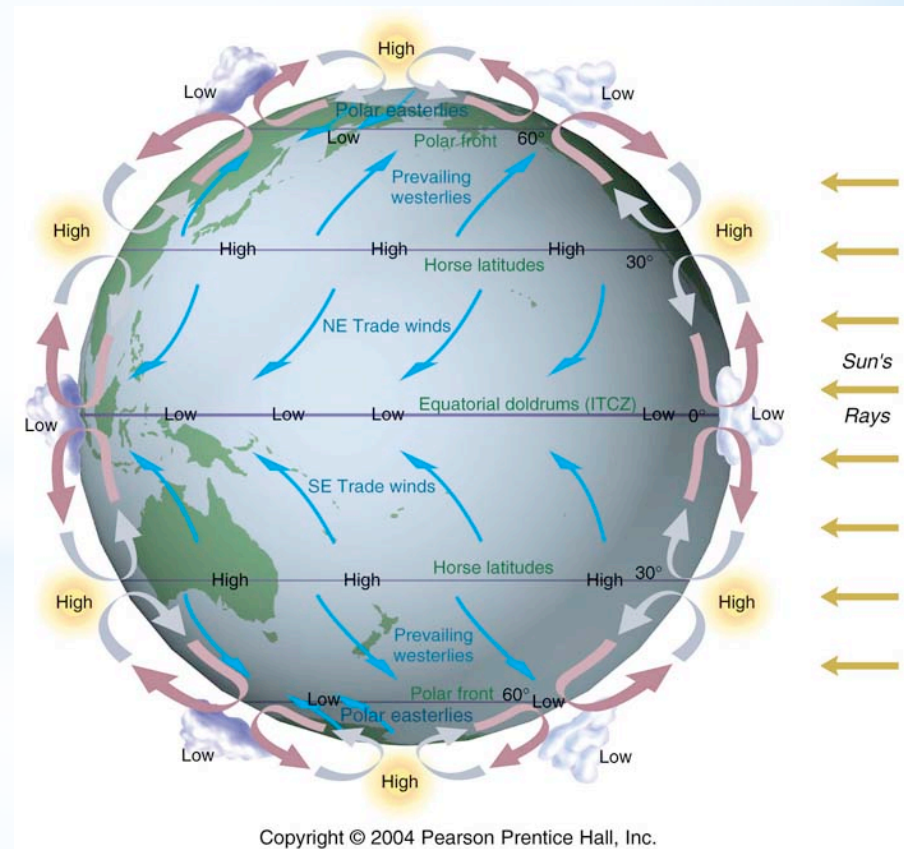 High
Low
Low
Polar easterlies
Low
Polar front
60°
Prevailing
westerlies
High
High
High
High
High
High
30°
Horse latitudes
NE Trade winds
Sun's
Rays
Equatorial doldrums (ITCZ)
Low
Low
Low
Low
Low
0°
Low
SE Trade winds
Horse latitudes
30°
High
High
High
High
High
Prevailing
westerlies
Polar front
60°
Low
Low
Polar easterlies
Low
Low
High
Copyright © 2004 Pearson Prentice Hall, Inc.